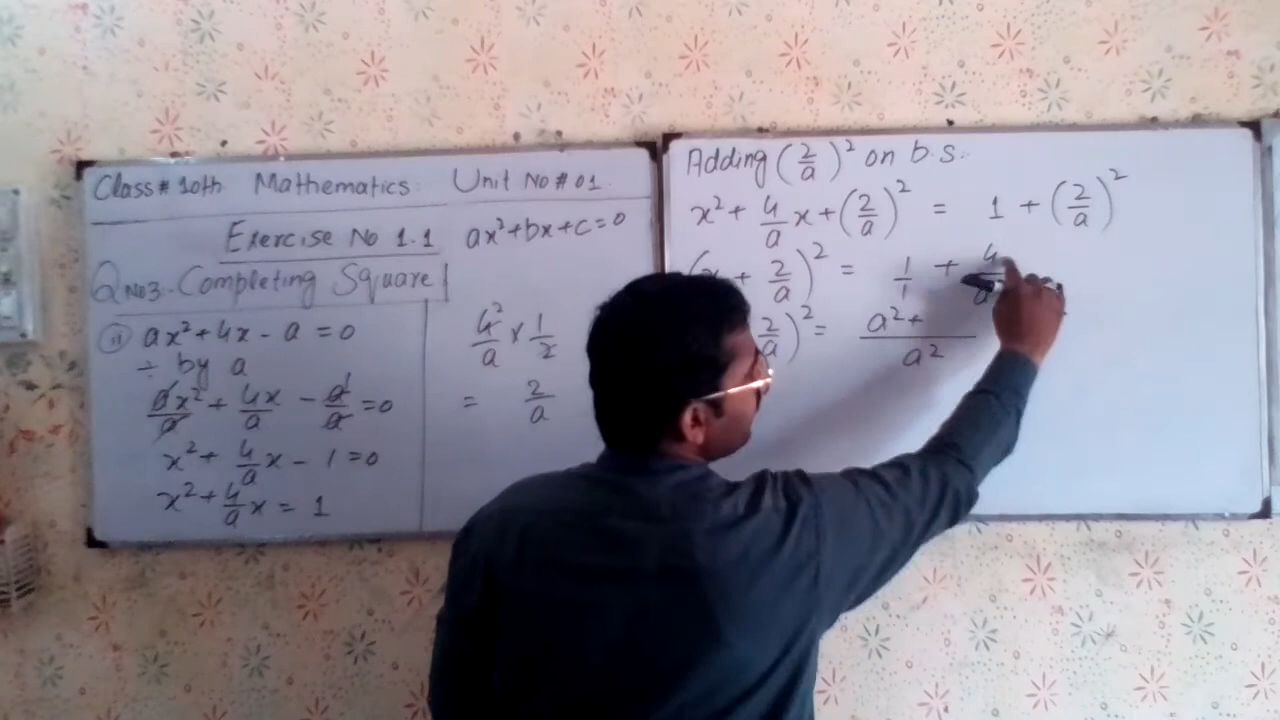 Class# 10th Mathematics: Unit No # 01.
Exercise No 1.1 ax²+bx+c=0
Q No3. Completing Square
(ii) ax²+4x - a = 0
÷ by a
ax²/a + 4x/a - a/a = 0
x² + 4/a x - 1 = 0
x² + 4/a x = 1
4/a × 1/2
2
= 2/a
Adding (2/a)² on b.s.
x² + 4/a x + (2/a)² = 1 + (2/a)²
+ 2/a)² = 1/1 + 4/a
2/a)² = a²+ / a²